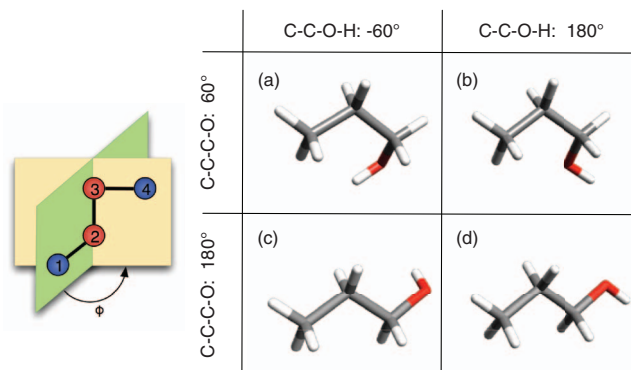 C-C-O-H: -60°
C-C-O-H: 180°
C-C-C-O: 60°
(a)
(b)
3
4
2
1
ϕ
C-C-C-O: 180°
(c)
(d)